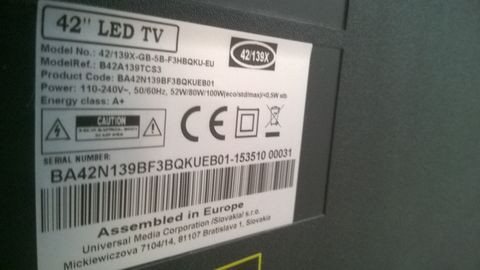 42" LED TV
Model No.: 42/139X-GB-5B-F3HBQKU-EU
42/139X
ModelRef.: B42A139TCS3
Product Code: BA42N139BF3BQKUEB01
Power: 110-240V~, 50/60Hz, 52W/80W/100W(eco/std/max)/<0,5W stb
Energy class: A+
CAUTION
CE
SERIAL NUMBER:
BA42N139BF3BQKUEB01-153510 00031
Assembled in Europe
Universal Media Corporation /Slovakia/ s.r.o.
Mickiewiczova 7104/14, 81107 Bratislava 1, Slovakia